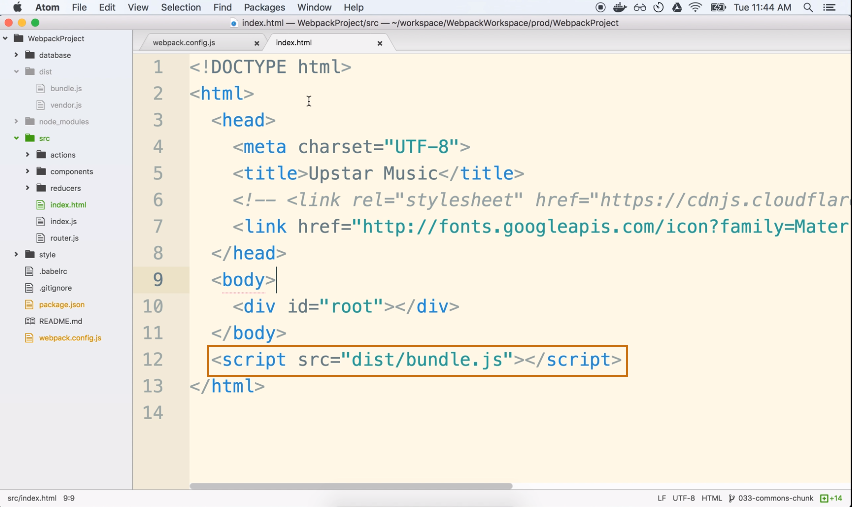 Atom File Edit View Selection Find Packages Window Help Tue 11:44 AM
index.html — WebpackProject/src — ~/workspace/WebpackWorkspace/prod/WebpackProject
WebpackProject
database
dist
bundle.js
vendor.js
node_modules
src
actions
components
reducers
index.html
index.js
router.js
style
.babelrc
.gitignore
package.json
README.md
webpack.config.js
webpack.config.js × index.html ×
1 <!DOCTYPE html>
2 <html>
3 <head>
4 <meta charset="UTF-8">
5 <title>Upstar Music</title>
6 <!-- <link rel="stylesheet" href="https://cdnjs.cloudflar
7 <link href="http://fonts.googleapis.com/icon?family=Mater
8 </head>
9 <body>
10 <div id="root"></div>
11 </body>
12 <script src="dist/bundle.js"></script>
13 </html>
14
src/index.html 9:9 LF UTF-8 HTML 033-commons-chunk +14